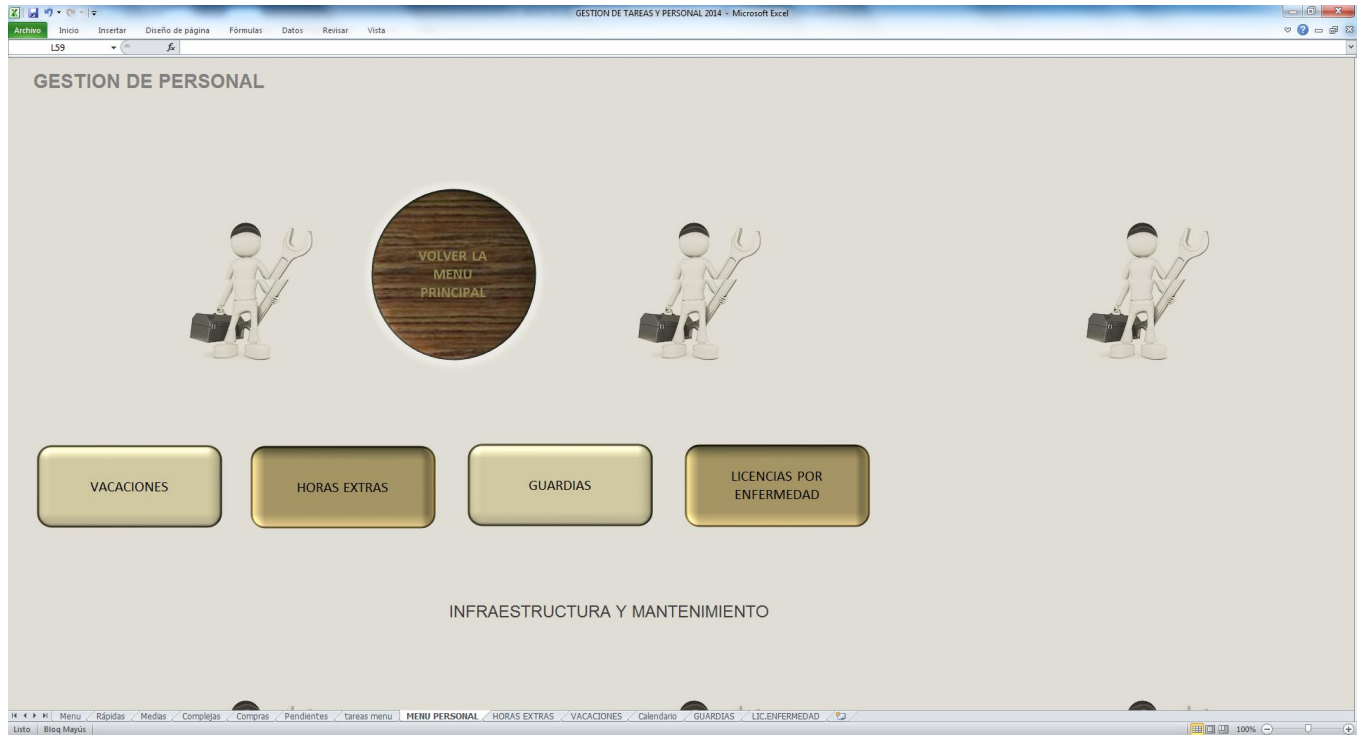 GESTION DE TAREAS Y PERSONAL 2014 - Microsoft Excel
Archivo Inicio Insertar Diseño de página Fórmulas Datos Revisar Vista
L59 fx
GESTION DE PERSONAL
VOLVER LA
MENU
PRINCIPAL
VACACIONES
HORAS EXTRAS
GUARDIAS
LICENCIAS POR
ENFERMEDAD
INFRAESTRUCTURA Y MANTENIMIENTO
Menu Rápidas Medias Complejas Compras Pendientes tareas menu MENU PERSONAL HORAS EXTRAS VACACIONES Calendario GUARDIAS LIC.ENFERMEDAD
Listo Bloq Mayús 100%